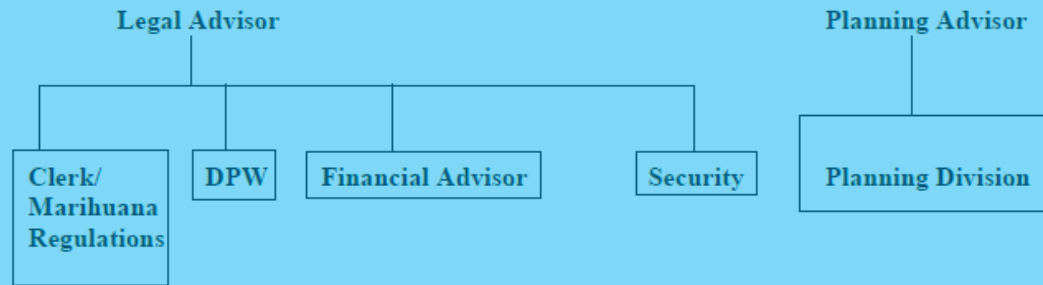 Legal Advisor
Planning Advisor
Clerk/
Marihuana
Regulations
DPW
Financial Advisor
Security
Planning Division